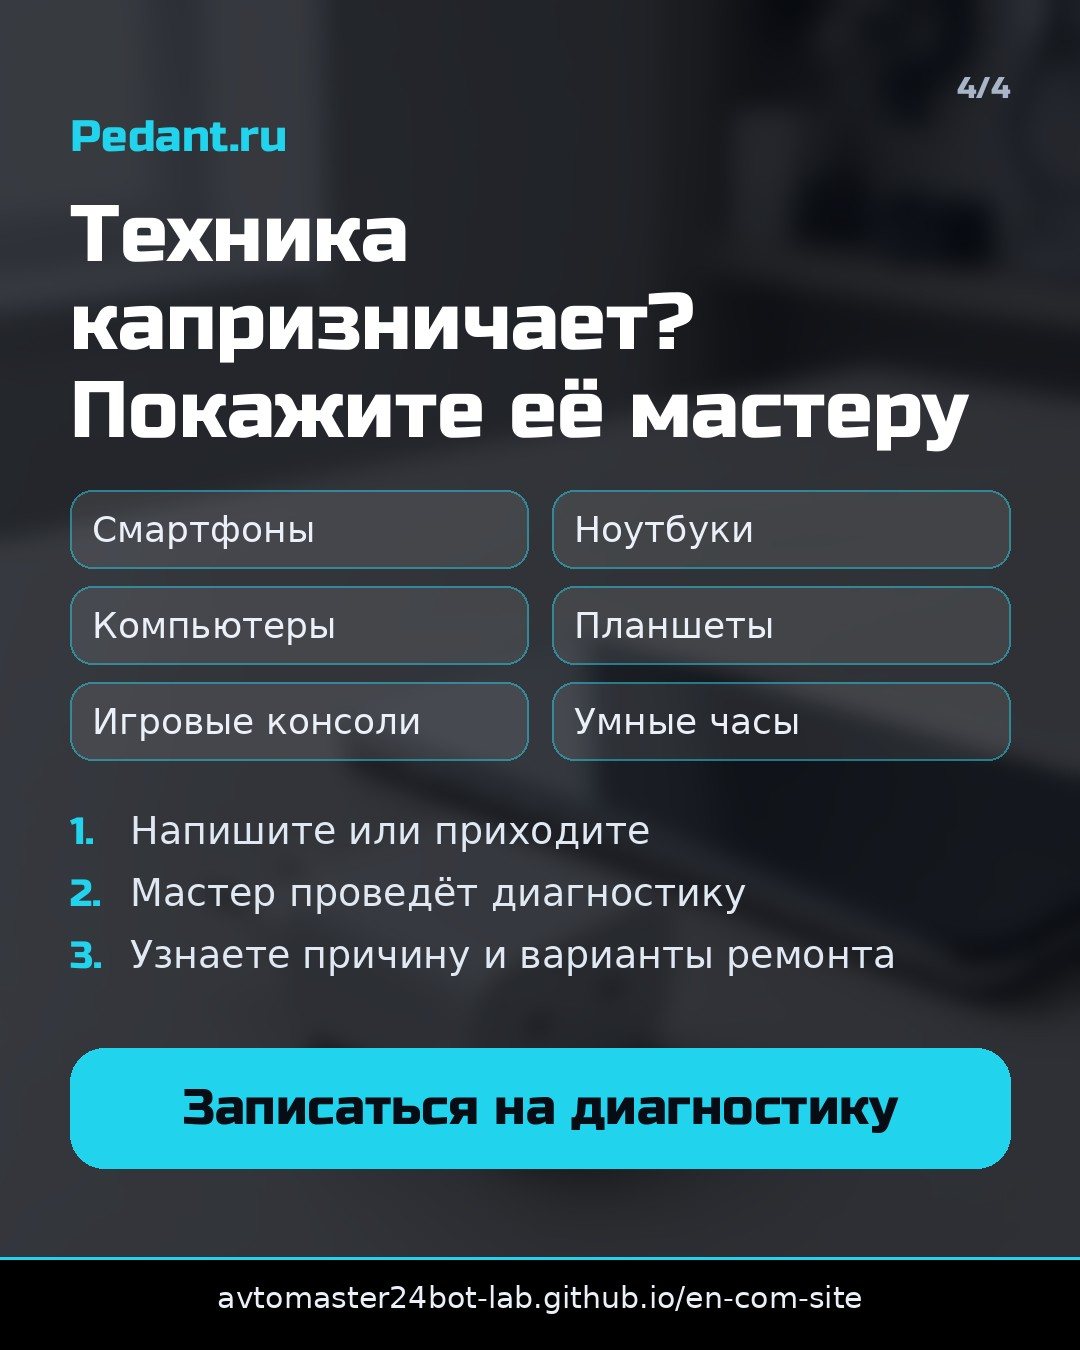 4/4
Pedant.ru
Техника
капризничает?
Покажите её мастеру
Смартфоны
Ноутбуки
Компьютеры
Планшеты
Игровые консоли
Умные часы
1. Напишите или приходите
2. Мастер проведёт диагностику
3. Узнаете причину и варианты ремонта
Записаться на диагностику
avtomaster24bot-lab.github.io/en-com-site